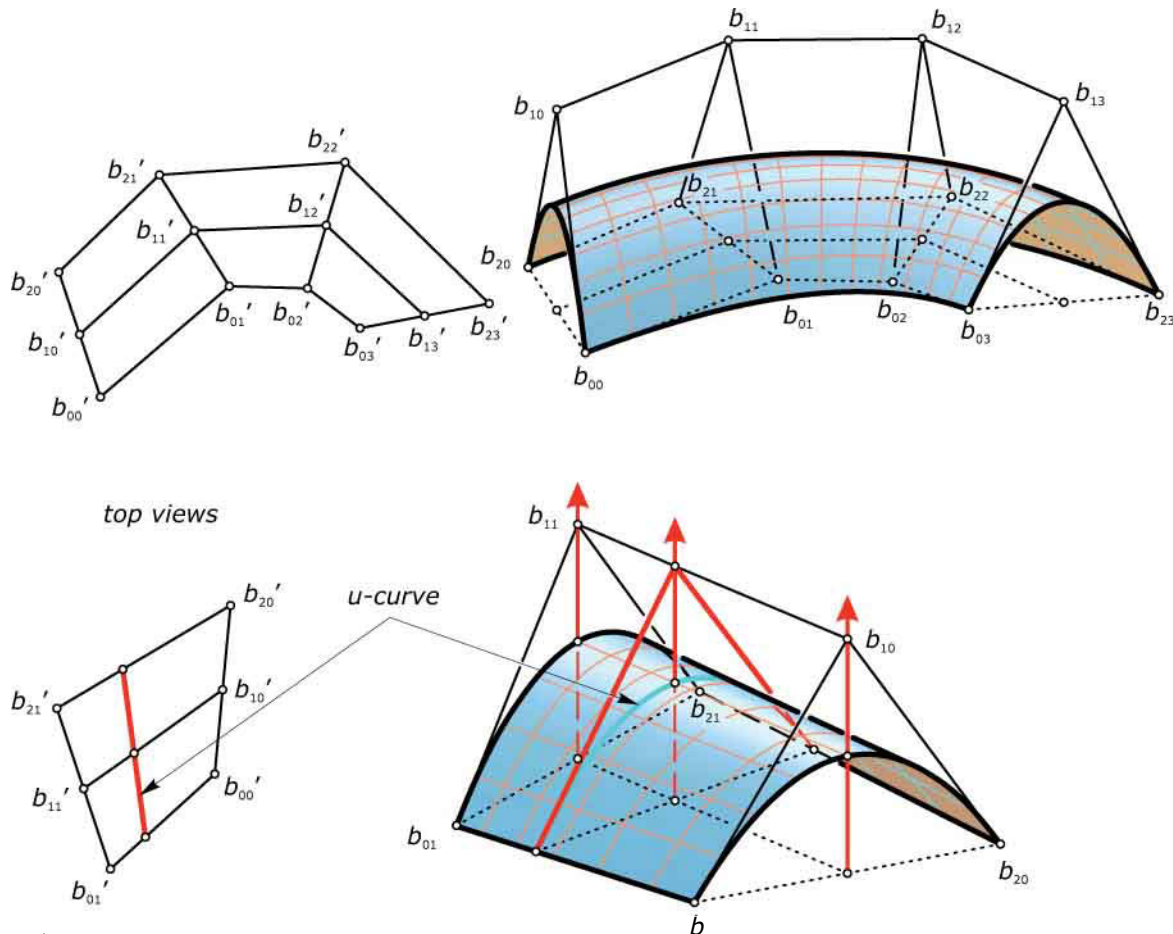 b₁₁
b₁₂
b₁₀
b₁₃
b₂₂′
b₂₁′
b₂₁
b₂₂
b₁₂′
b₁₁′
b₂₀
b₂₀′
b₀₁′
b₀₂′
b₂₃′
b₀₁
b₀₂
b₀₃
b₂₃
b₁₀′
b₀₃′
b₁₃′
b₀₀
b₀₀′
top views
b₁₁
u-curve
b₂₀′
b₁₀
b₂₁′
b₁₀′
b₂₁
b₁₁′
b₀₀′
b₀₁
b₀₁′
b₂₀
b